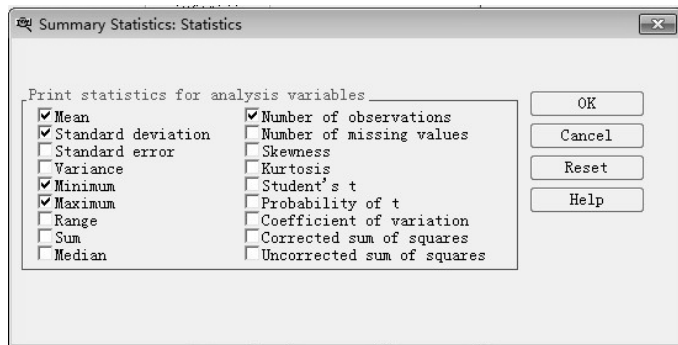 Summary Statistics: Statistics
Print statistics for analysis variables
Mean
Standard deviation
Standard error
Variance
Minimum
Maximum
Range
Sum
Median
Number of observations
Number of missing values
Skewness
Kurtosis
Student's t
Probability of t
Coefficient of variation
Corrected sum of squares
Uncorrected sum of squares
OK
Cancel
Reset
Help